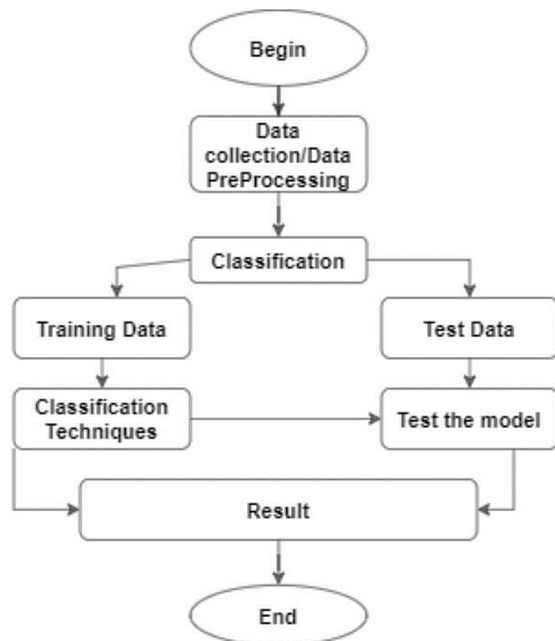 Begin
Data
collection/Data
PreProcessing
Classification
Training Data
Test Data
Classification
Techniques
Test the model
Result
End